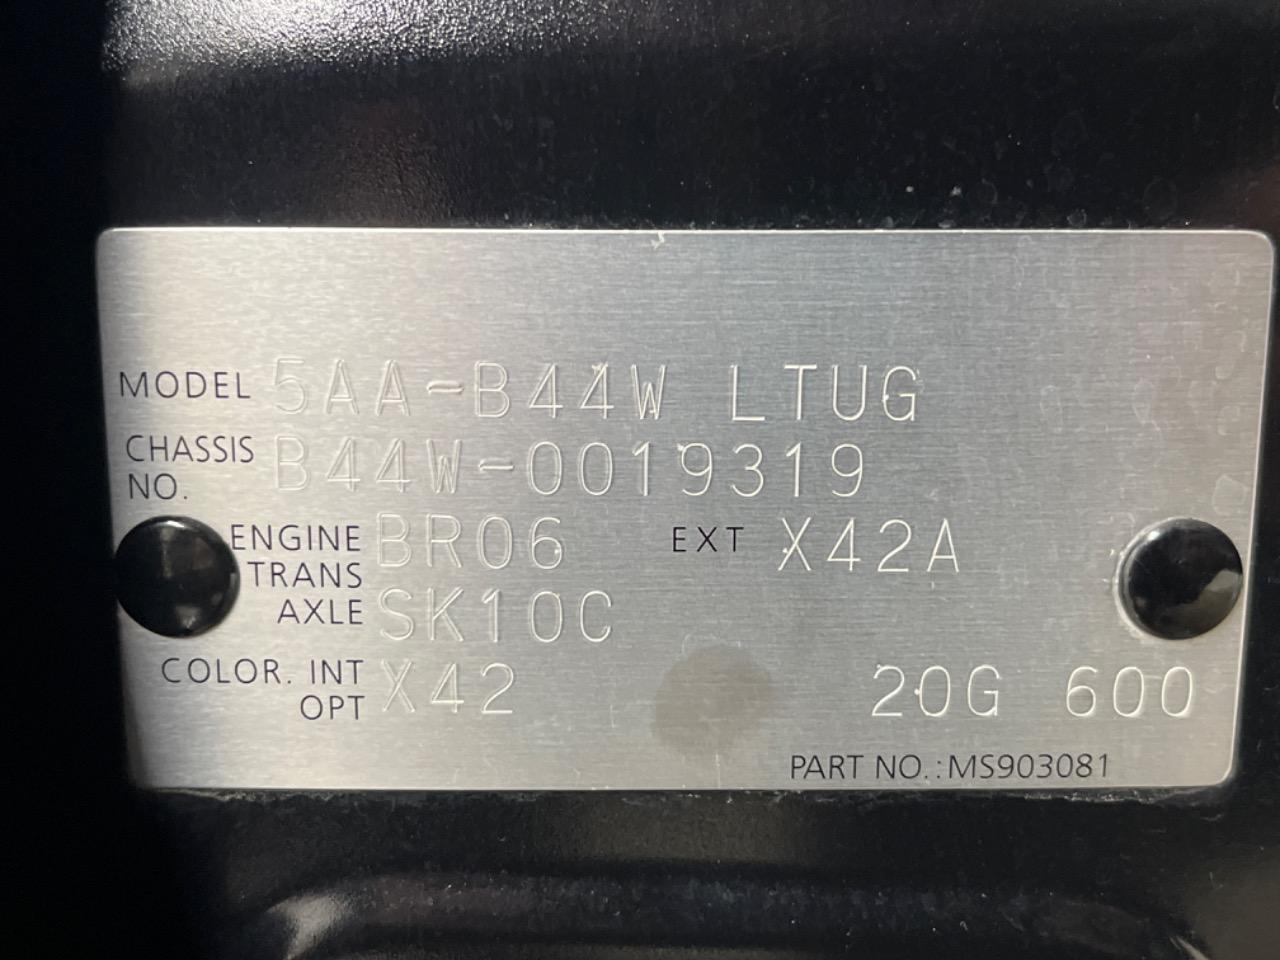 MODEL 5AA-B44W LTUG
CHASSIS NO. B44W-0019319
ENGINE BR06 EXT X42A
TRANS AXLE SK10C
COLOR. INT OPT X42 20G 600
PART NO.:MS903081